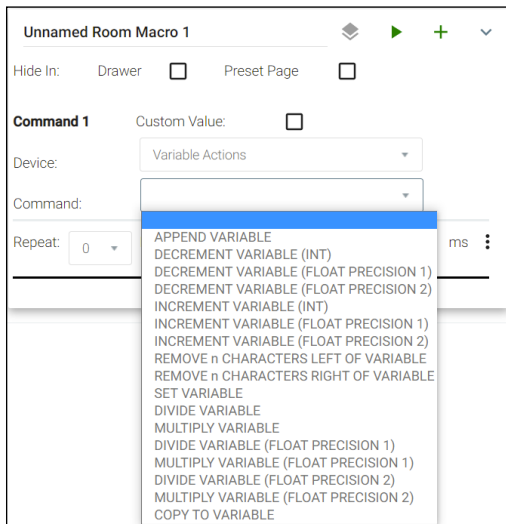 Unnamed Room Macro 1
Hide In: Drawer Preset Page
Command 1 Custom Value:
Device: Variable Actions
Command:
Repeat: 0 ms
APPEND VARIABLE
DECREMENT VARIABLE (INT)
DECREMENT VARIABLE (FLOAT PRECISION 1)
DECREMENT VARIABLE (FLOAT PRECISION 2)
INCREMENT VARIABLE (INT)
INCREMENT VARIABLE (FLOAT PRECISION 1)
INCREMENT VARIABLE (FLOAT PRECISION 2)
REMOVE n CHARACTERS LEFT OF VARIABLE
REMOVE n CHARACTERS RIGHT OF VARIABLE
SET VARIABLE
DIVIDE VARIABLE
MULTIPLY VARIABLE
DIVIDE VARIABLE (FLOAT PRECISION 1)
MULTIPLY VARIABLE (FLOAT PRECISION 1)
DIVIDE VARIABLE (FLOAT PRECISION 2)
MULTIPLY VARIABLE (FLOAT PRECISION 2)
COPY TO VARIABLE